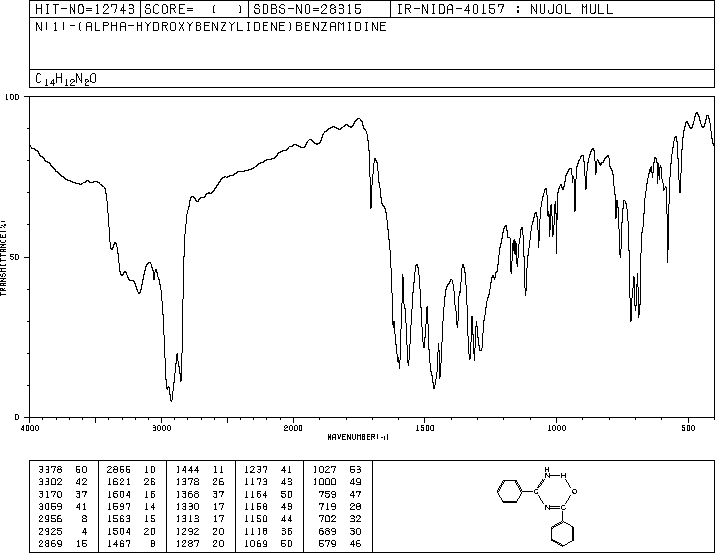 HIT-NO=12743 SCORE= ( ) SDBS-NO=28315 IR-NIDA-40157 : NUJOL MULL
N(1)-(ALPHA-HYDROXYBENZYLIDENE)BENZAMIDINE
C14H12N2O
100
50
0
TRANSMITTANCE(%)
4000 3000 2000 1500 1000 500
WAVENUMBER(-1)
3378 50 2866 10 1444 11 1237 41 1027 53
3302 42 1621 26 1378 26 1173 43 1000 49
3170 37 1604 16 1368 37 1164 50 759 47
3059 41 1597 14 1330 17 1158 49 719 28
2956 8 1563 15 1313 17 1150 44 702 32
2925 4 1504 20 1292 20 1118 36 689 30
2869 15 1467 8 1287 20 1069 50 579 46
N H
C O
N C